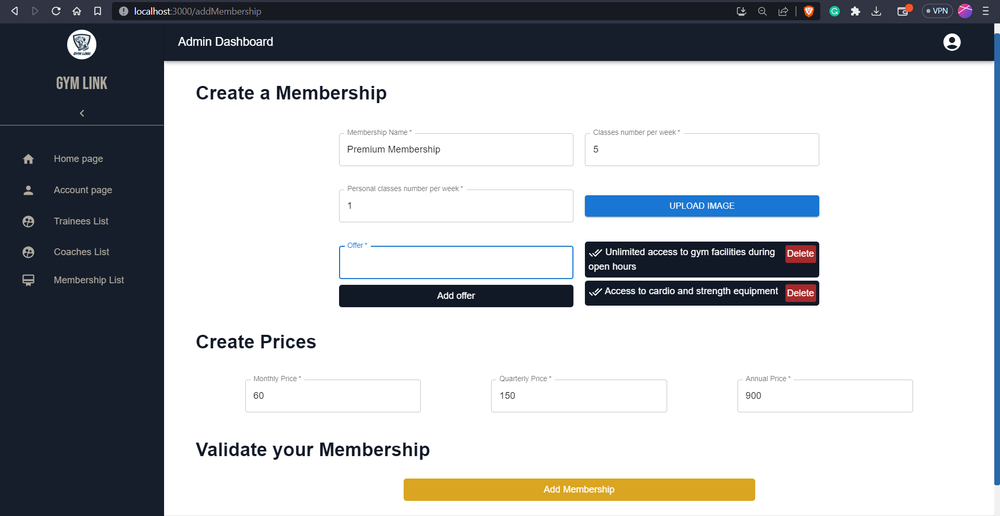 localhost:3000/addMembership
VPN
GYM LINK
GYM LINK
Admin Dashboard
Home page
Account page
Trainees List
Coaches List
Membership List
Create a Membership
Membership Name *
Premium Membership
Classes number per week *
5
Personal classes number per week *
1
UPLOAD IMAGE
Offer *
Add offer
Unlimited access to gym facilities during
open hours
Delete
Access to cardio and strength equipment
Delete
Create Prices
Monthly Price *
60
Quarterly Price *
150
Annual Price *
900
Validate your Membership
Add Membership